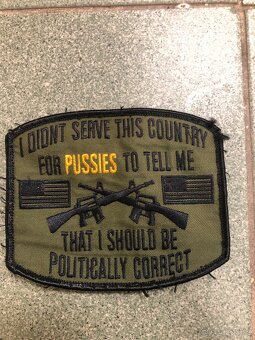 I DIDNT SERVE THIS COUNTRY
FOR PUSSIES TO TELL ME
THAT I SHOULD BE
POLITICALLY CORRECT